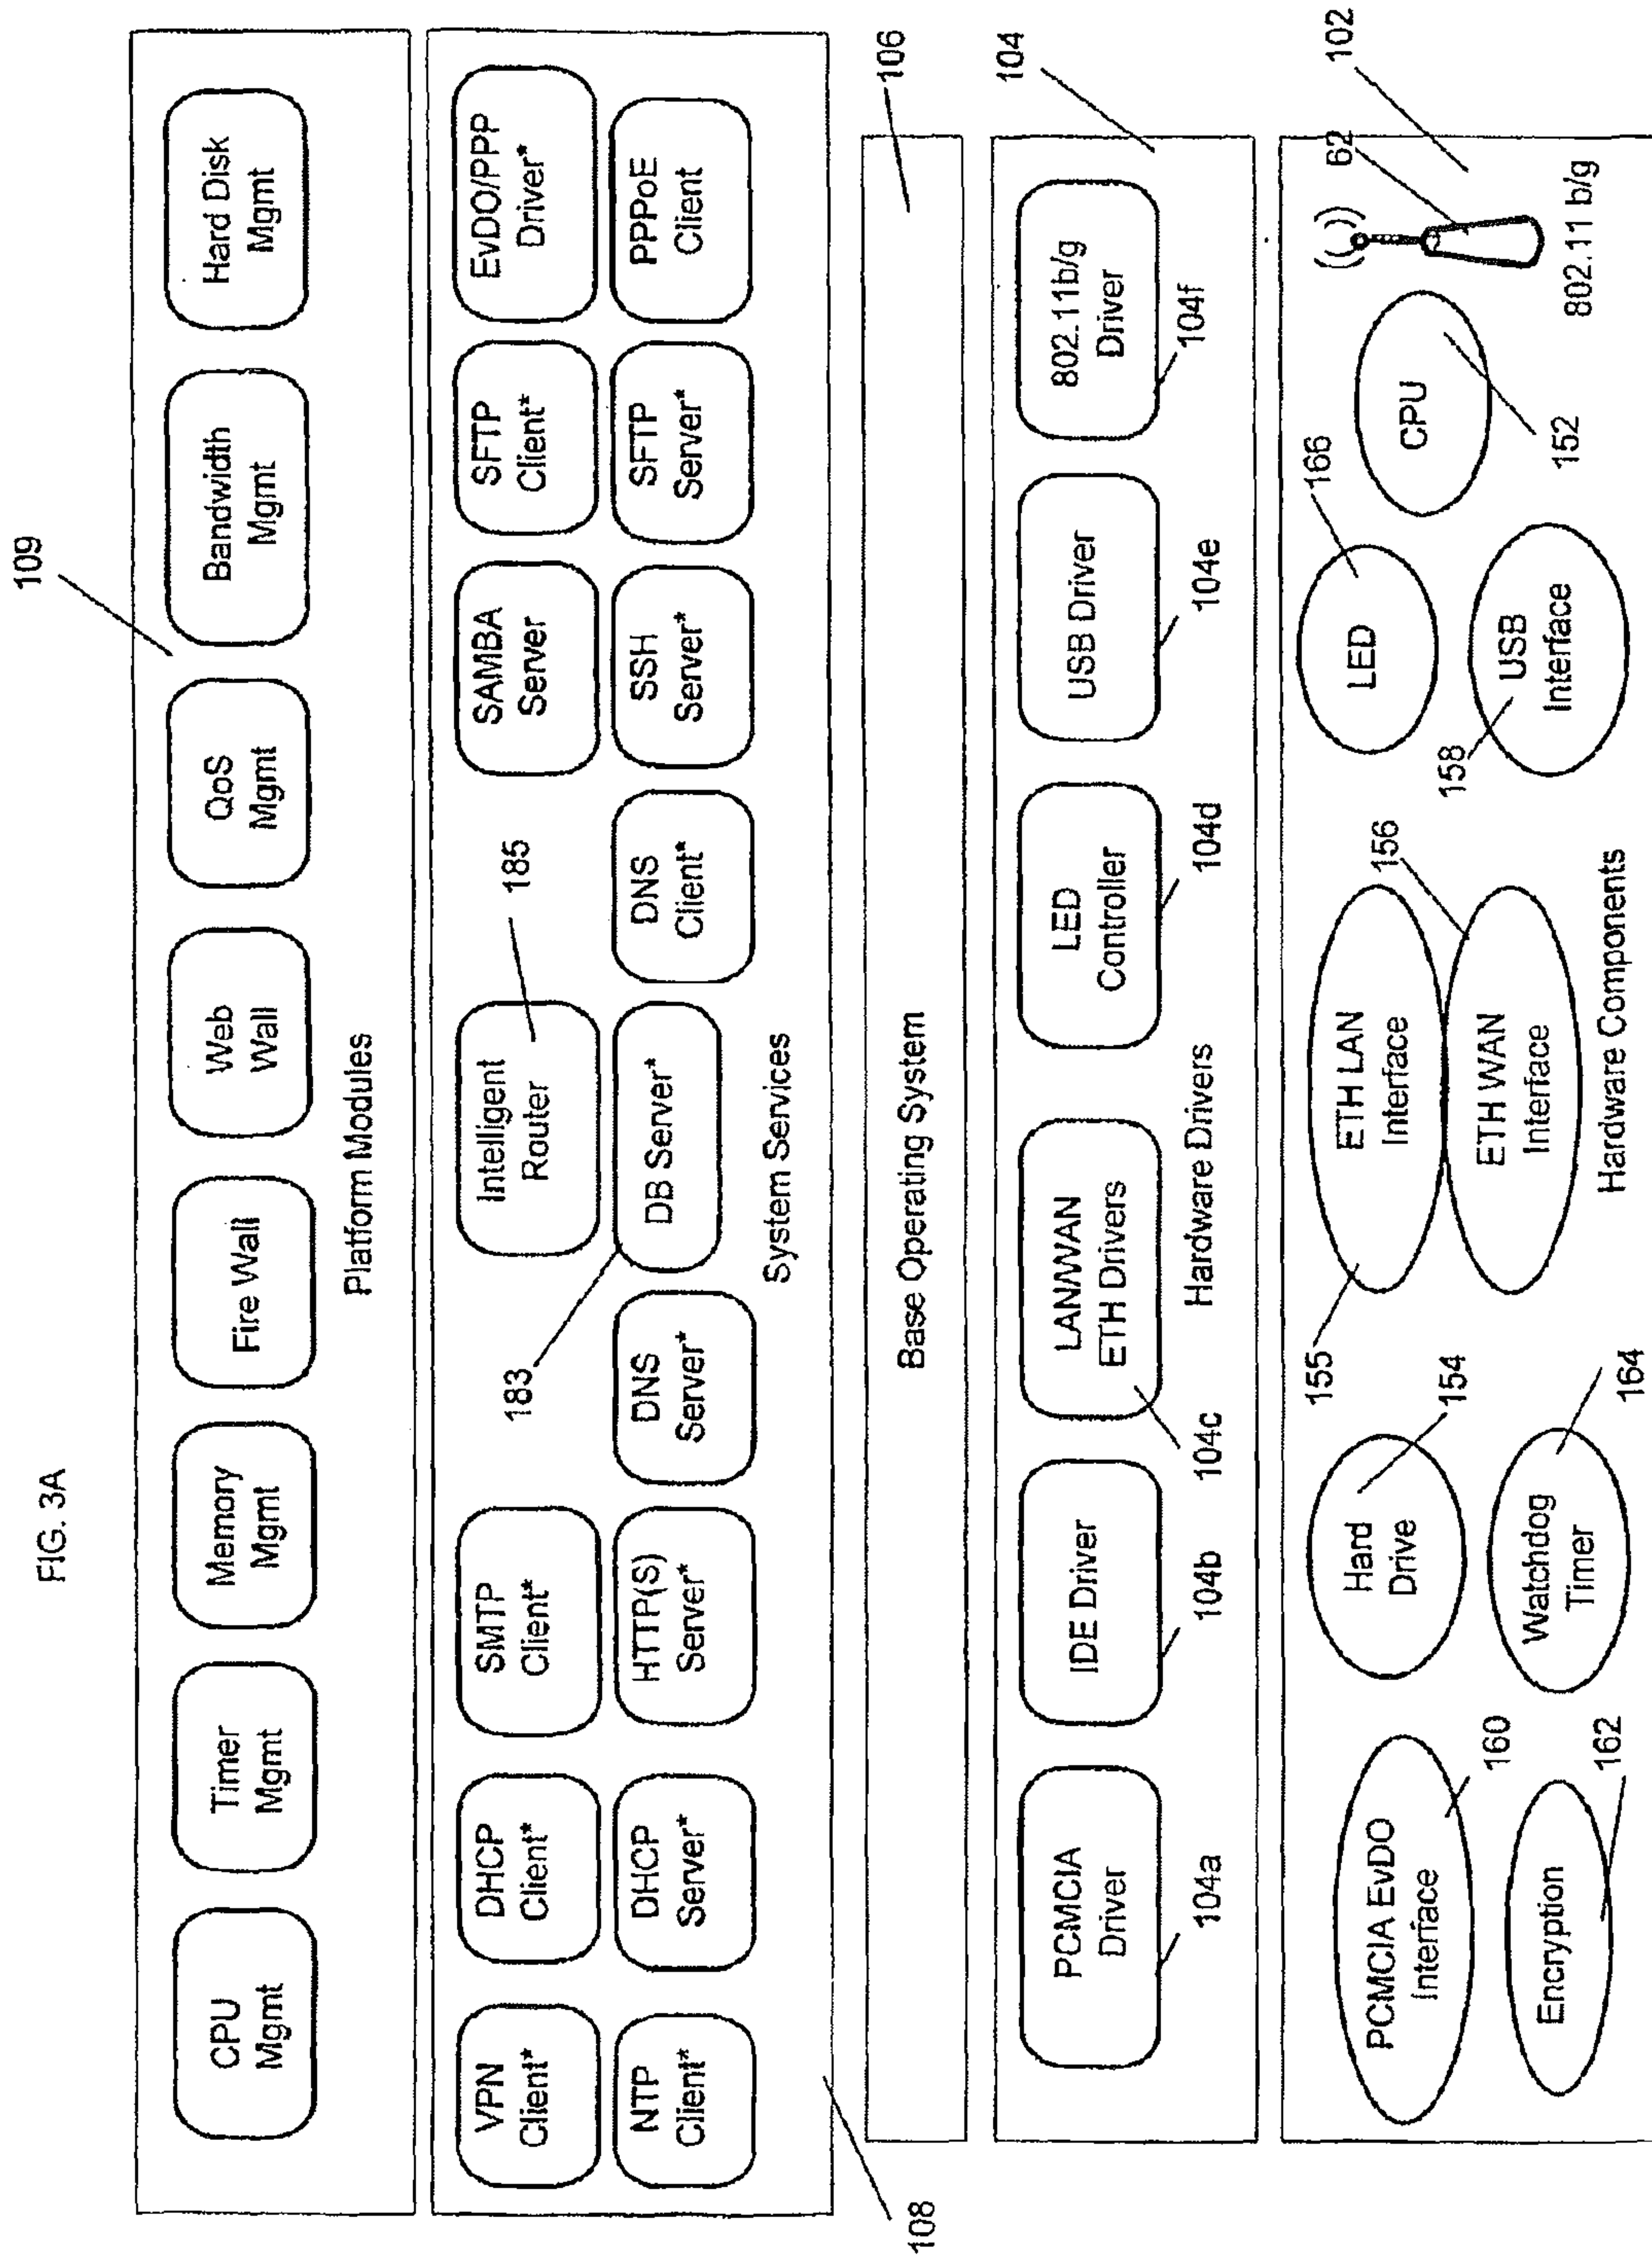 FIG. 3A
109
CPU
Mgmt
Timer
Mgmt
Memory
Mgmt
Fire Wall
Web
Wall
QoS
Mgmt
Bandwidth
Mgmt
Hard Disk
Mgmt
Platform Modules
VPN
Client*
DHCP
Client*
SMTP
Client*
183
Intelligent
Router
185
SAMBA
Server
SFTP
Client*
EvDO/PPP
Driver*
NTP
Client*
DHCP
Server*
HTTP(S)
Server*
DNS
Server*
DB Server*
DNS
Client*
SSH
Server*
SFTP
Server*
PPPoE
Client
System Services
108
106
Base Operating System
104
PCMCIA
Driver
104a
IDE Driver
104b
LAN/WAN
ETH Drivers
104c
LED
Controller
104d
USB Driver
104e
802.11b/g
Driver
104f
Hardware Drivers
102
PCMCIA EvDO
Interface
160
Encryption
162
Hard
Drive
154
Watchdog
Timer
164
155
ETH LAN
Interface
156
ETH WAN
Interface
LED
166
158
USB
Interface
CPU
152
62
802.11 b/g
Hardware Components